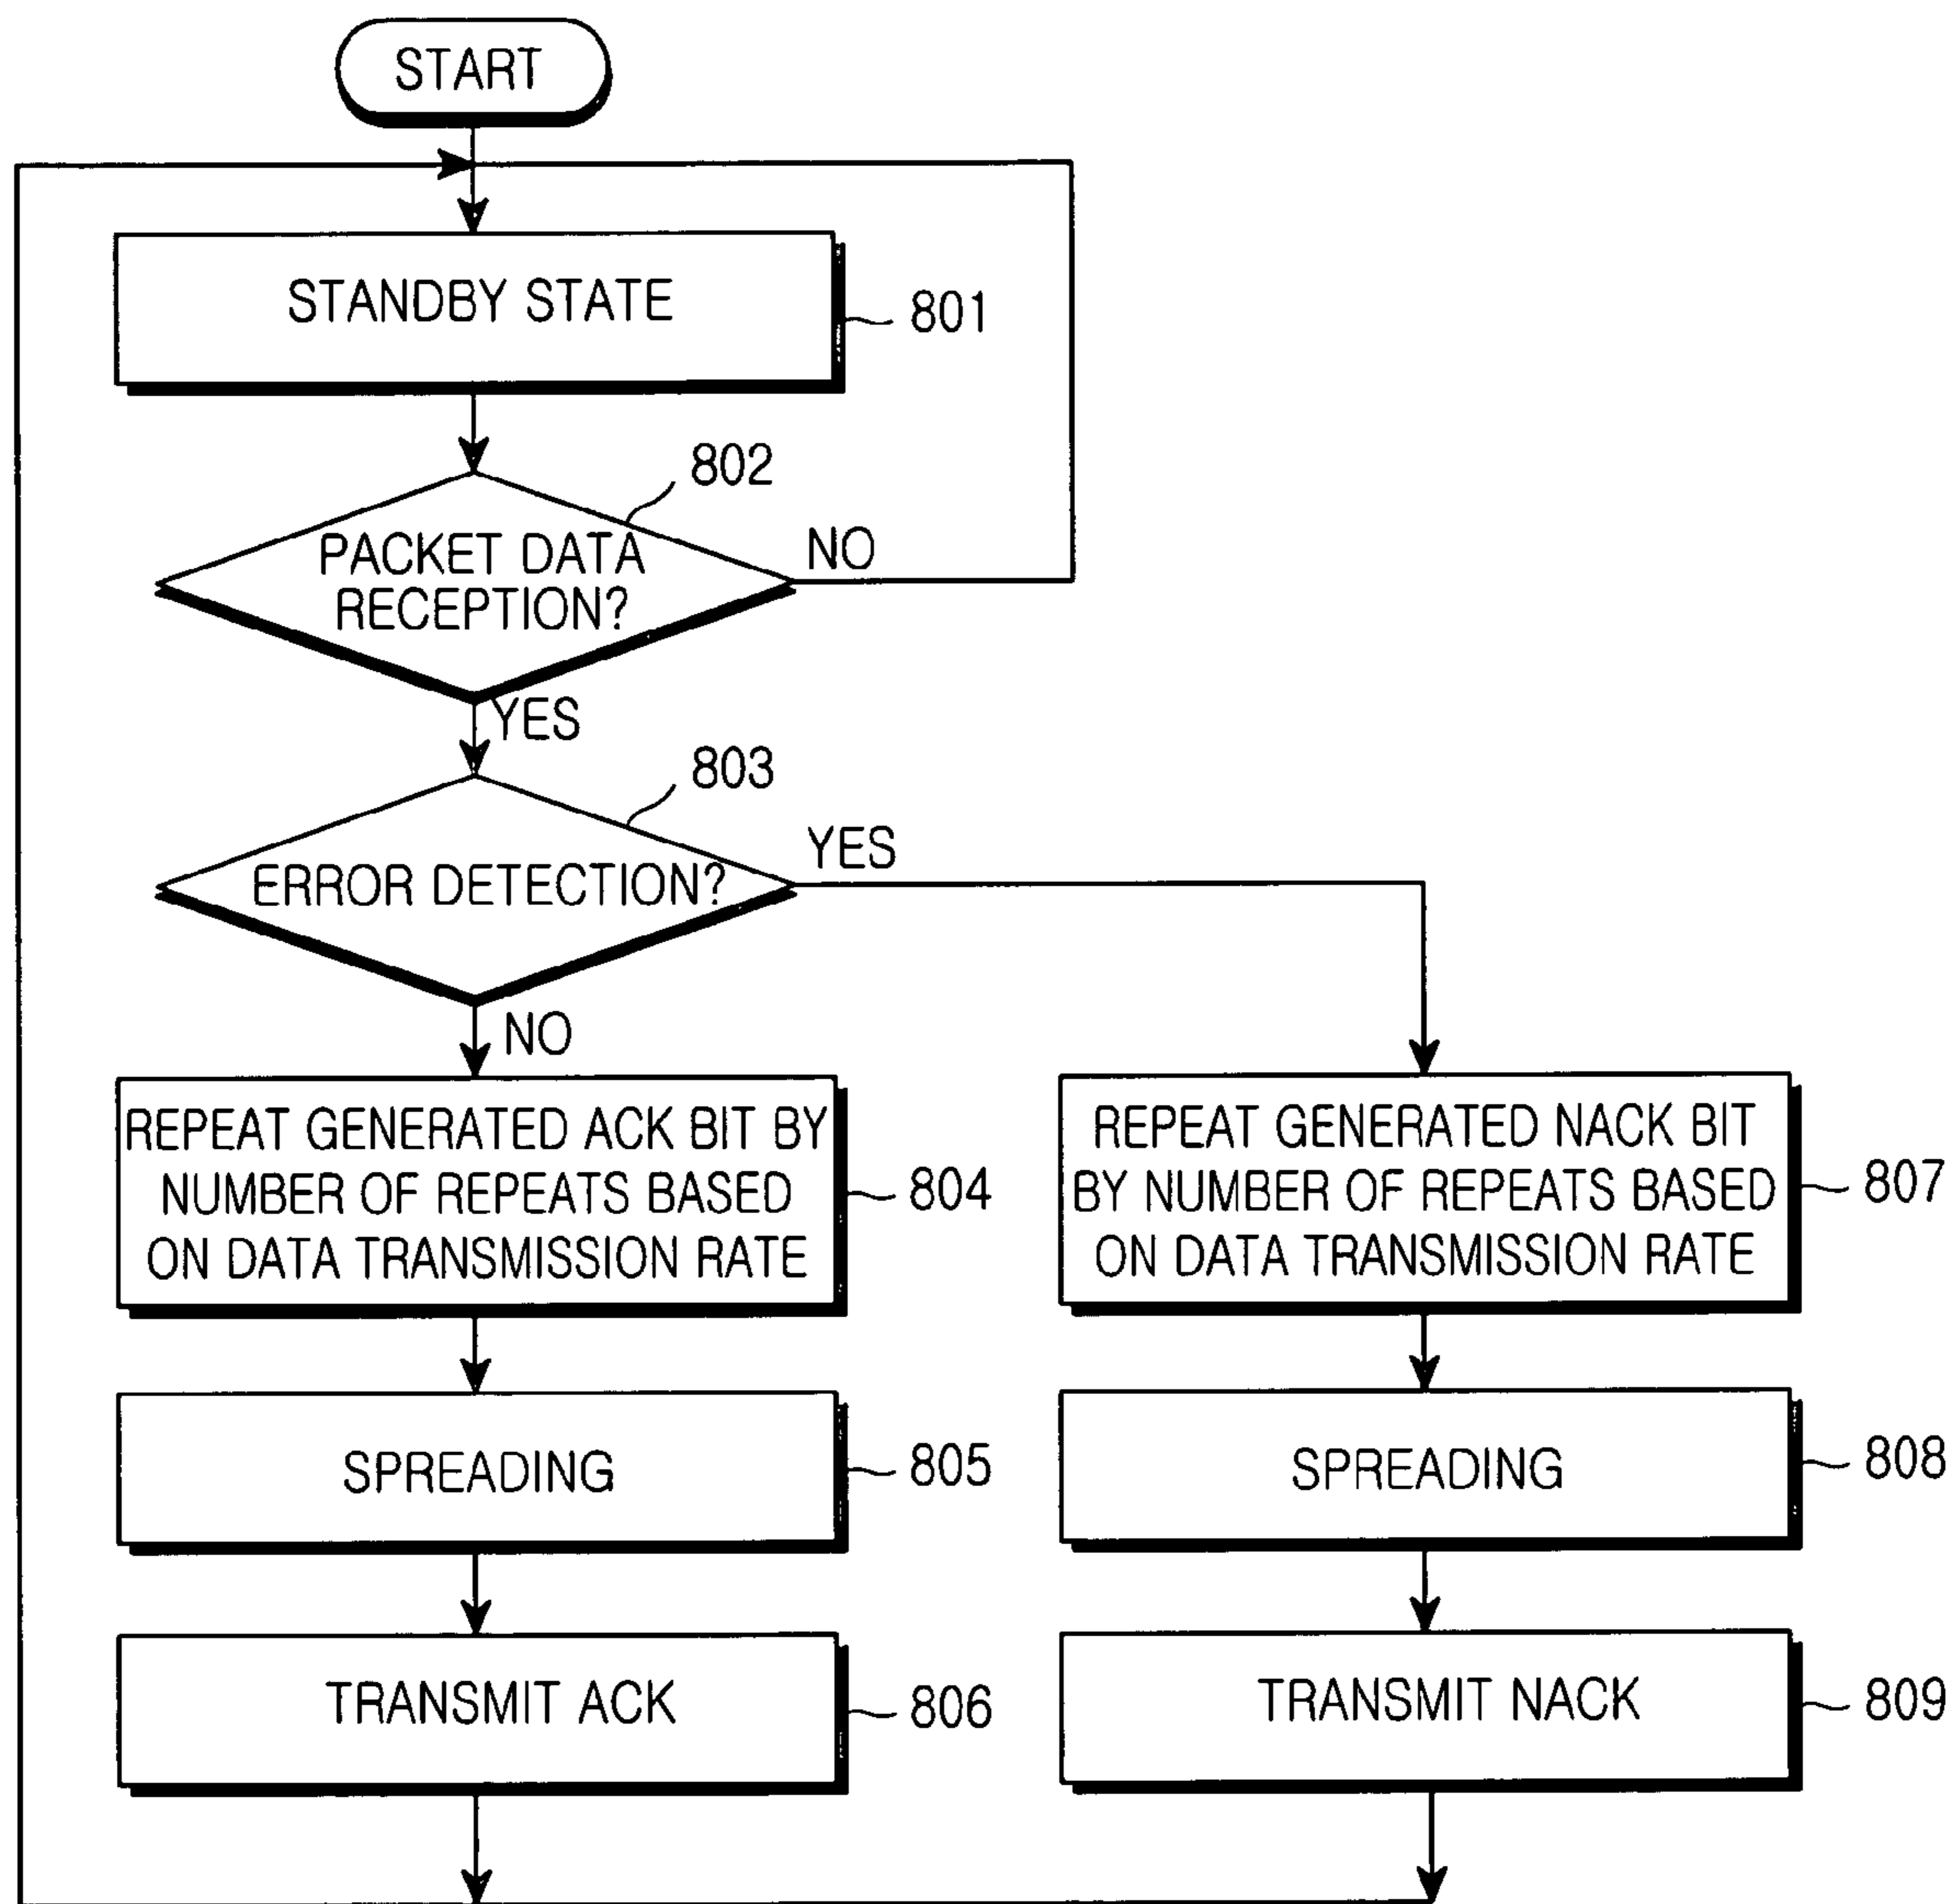 START
STANDBY STATE
801
802
PACKET DATA
RECEPTION?
NO
YES
803
ERROR DETECTION?
YES
NO
REPEAT GENERATED ACK BIT BY
NUMBER OF REPEATS BASED
ON DATA TRANSMISSION RATE
804
REPEAT GENERATED NACK BIT
BY NUMBER OF REPEATS BASED
ON DATA TRANSMISSION RATE
807
SPREADING
805
SPREADING
808
TRANSMIT ACK
806
TRANSMIT NACK
809